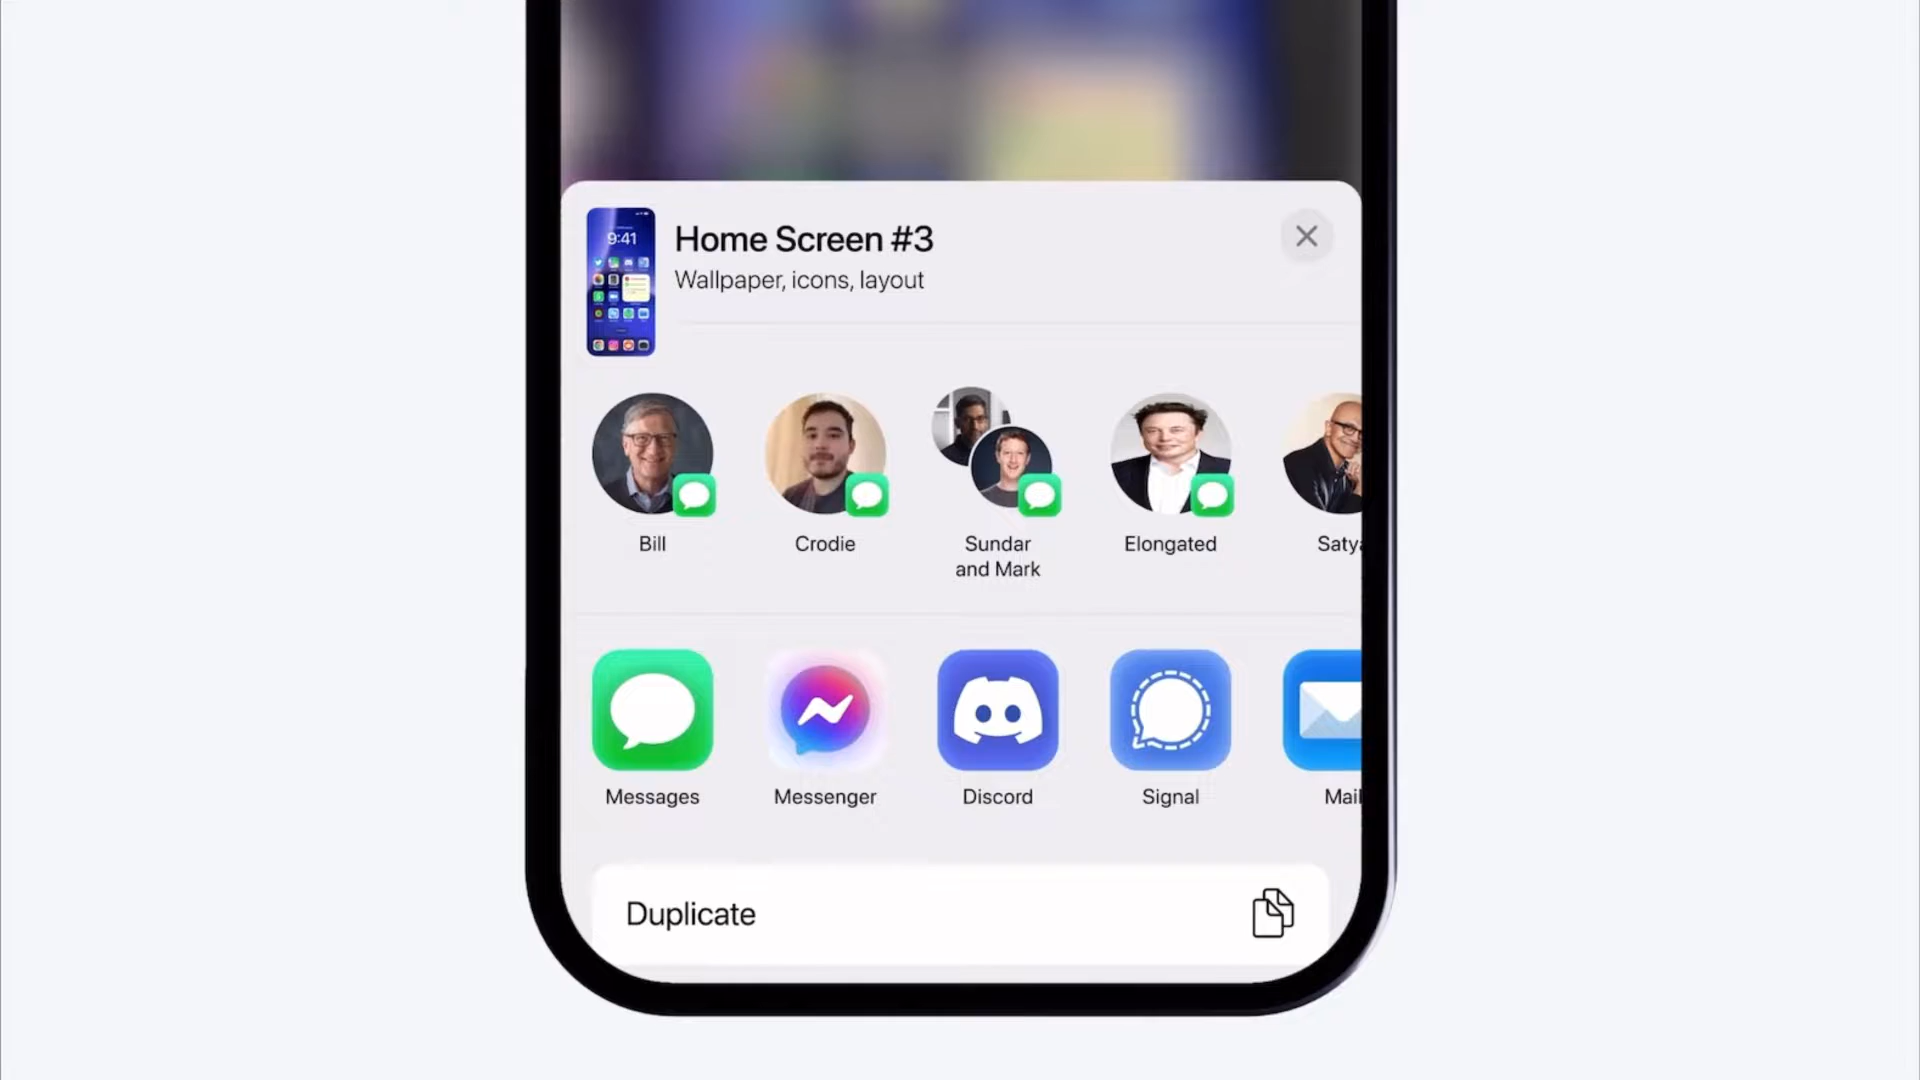 9:41
Home Screen #3
Wallpaper, icons, layout
Bill
Crodie
Sundar
and Mark
Elongated
Saty
Messages
Messenger
Discord
Signal
Mail
Duplicate